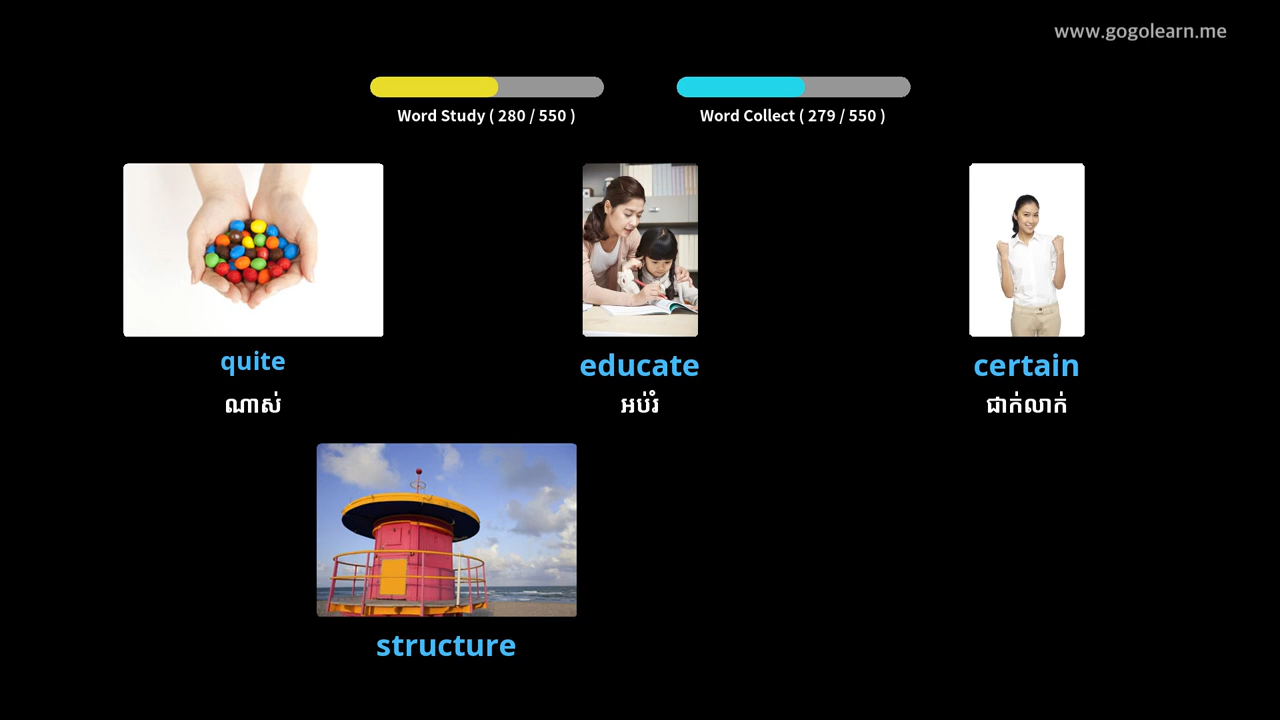 www.gogolearn.me
Word Study ( 280 / 550 )
Word Collect ( 279 / 550 )
quite
educate
certain
ណាស់
អប់រំ
ជាក់លាក់
structure